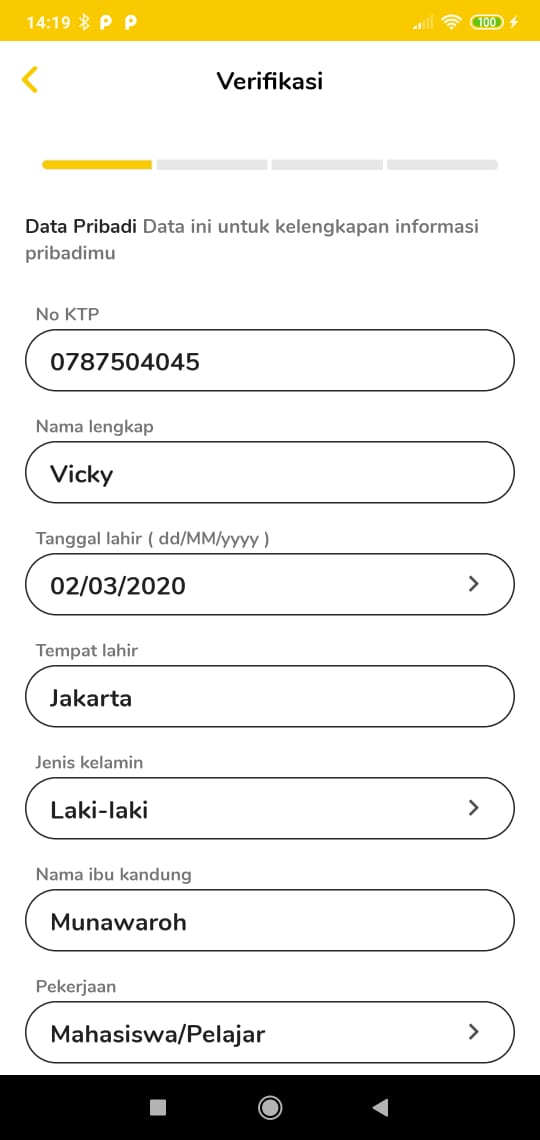 14:19 P P 100
Verifikasi
Data Pribadi Data ini untuk kelengkapan informasi
pribadimu
No KTP
0787504045
Nama lengkap
Vicky
Tanggal lahir ( dd/MM/yyyy )
02/03/2020
Tempat lahir
Jakarta
Jenis kelamin
Laki-laki
Nama ibu kandung
Munawaroh
Pekerjaan
Mahasiswa/Pelajar